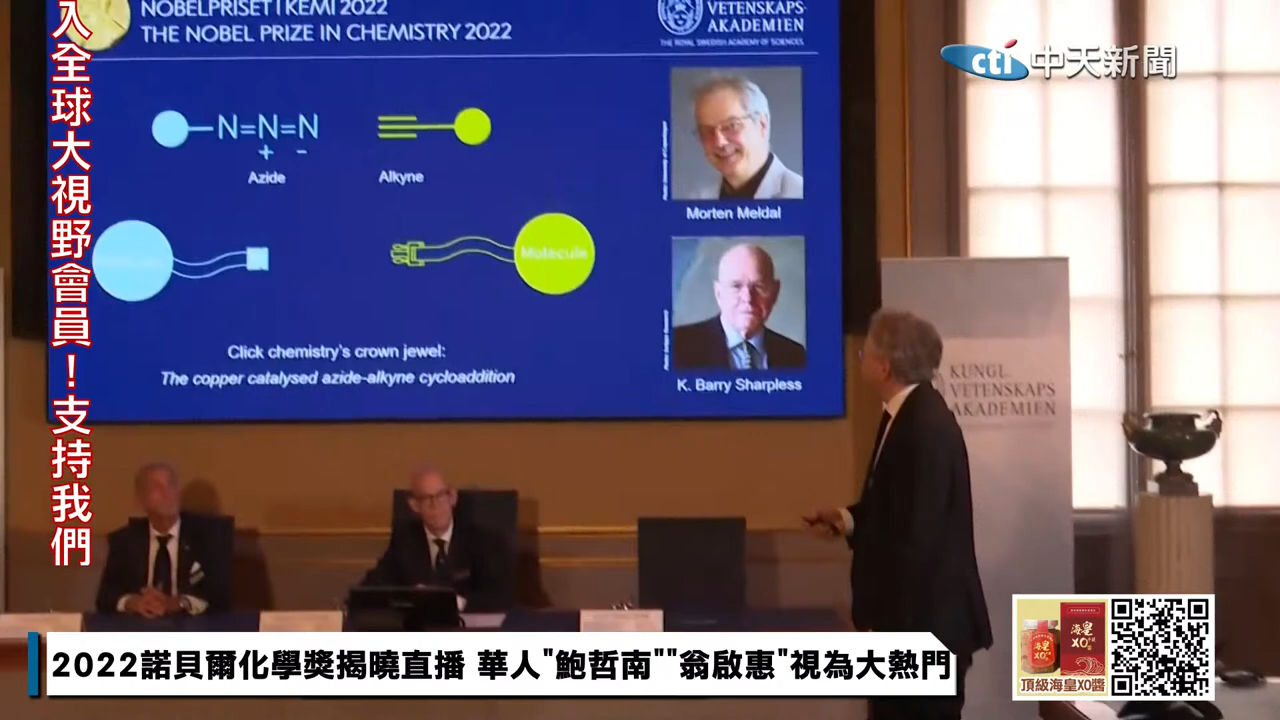 入全球大視野會員！支持我們
NOBELPRISET I KEMI 2022
THE NOBEL PRIZE IN CHEMISTRY 2022
VETENSKAPS-
AKADEMIEN
THE ROYAL SWEDISH ACADEMY OF SCIENCES
cti 中天新聞
N=N=N
+ -
Azide
Alkyne
Molecule
Click chemistry's crown jewel:
The copper catalysed azide-alkyne cycloaddition
Morten Meldal
K. Barry Sharpless
KUNGL.
VETENSKAPS
AKADEMIEN
海皇
XO
頂級海皇XO醬
2022諾貝爾化學獎揭曉直播 華人"鮑哲南""翁啟惠"視為大熱門